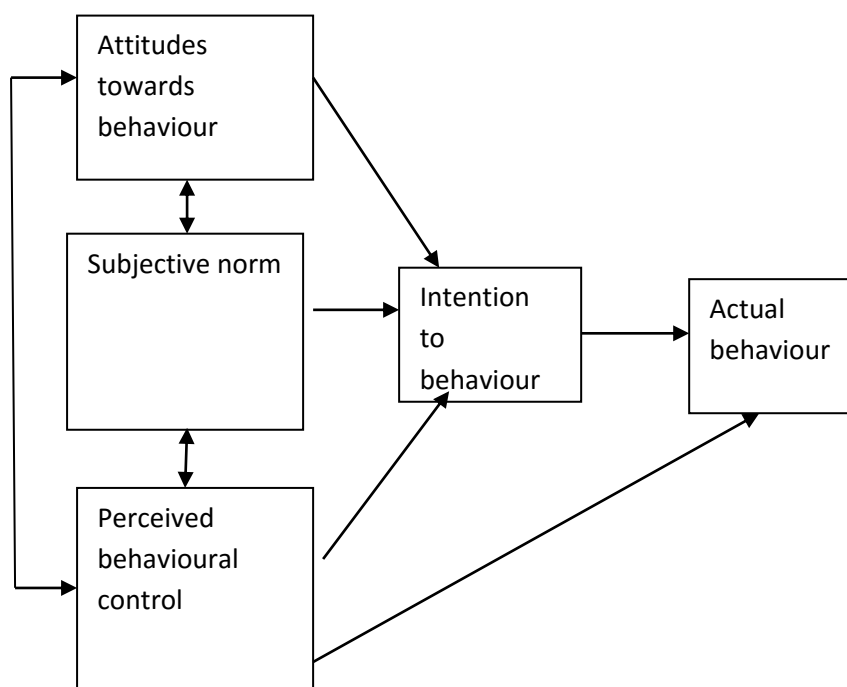 Attitudes
towards
behaviour
Subjective norm
Intention
to
behaviour
Actual
behaviour
Perceived
behavioural
control